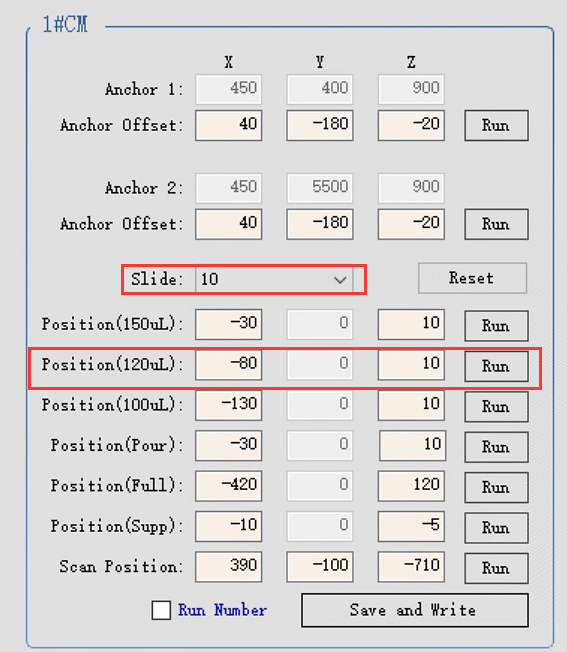 1#CM
X Y Z
Anchor 1: 450 400 900
Anchor Offset: 40 -180 -20 Run
Anchor 2: 450 5500 900
Anchor Offset: 40 -180 -20 Run
Slide: 10 Reset
Position(150uL): -30 0 10 Run
Position(120uL): -80 0 10 Run
Position(100uL): -130 0 10 Run
Position(Pour): -30 0 10 Run
Position(Full): -420 0 120 Run
Position(Supp): -10 0 -5 Run
Scan Position: 390 -100 -710 Run
Run Number Save and Write